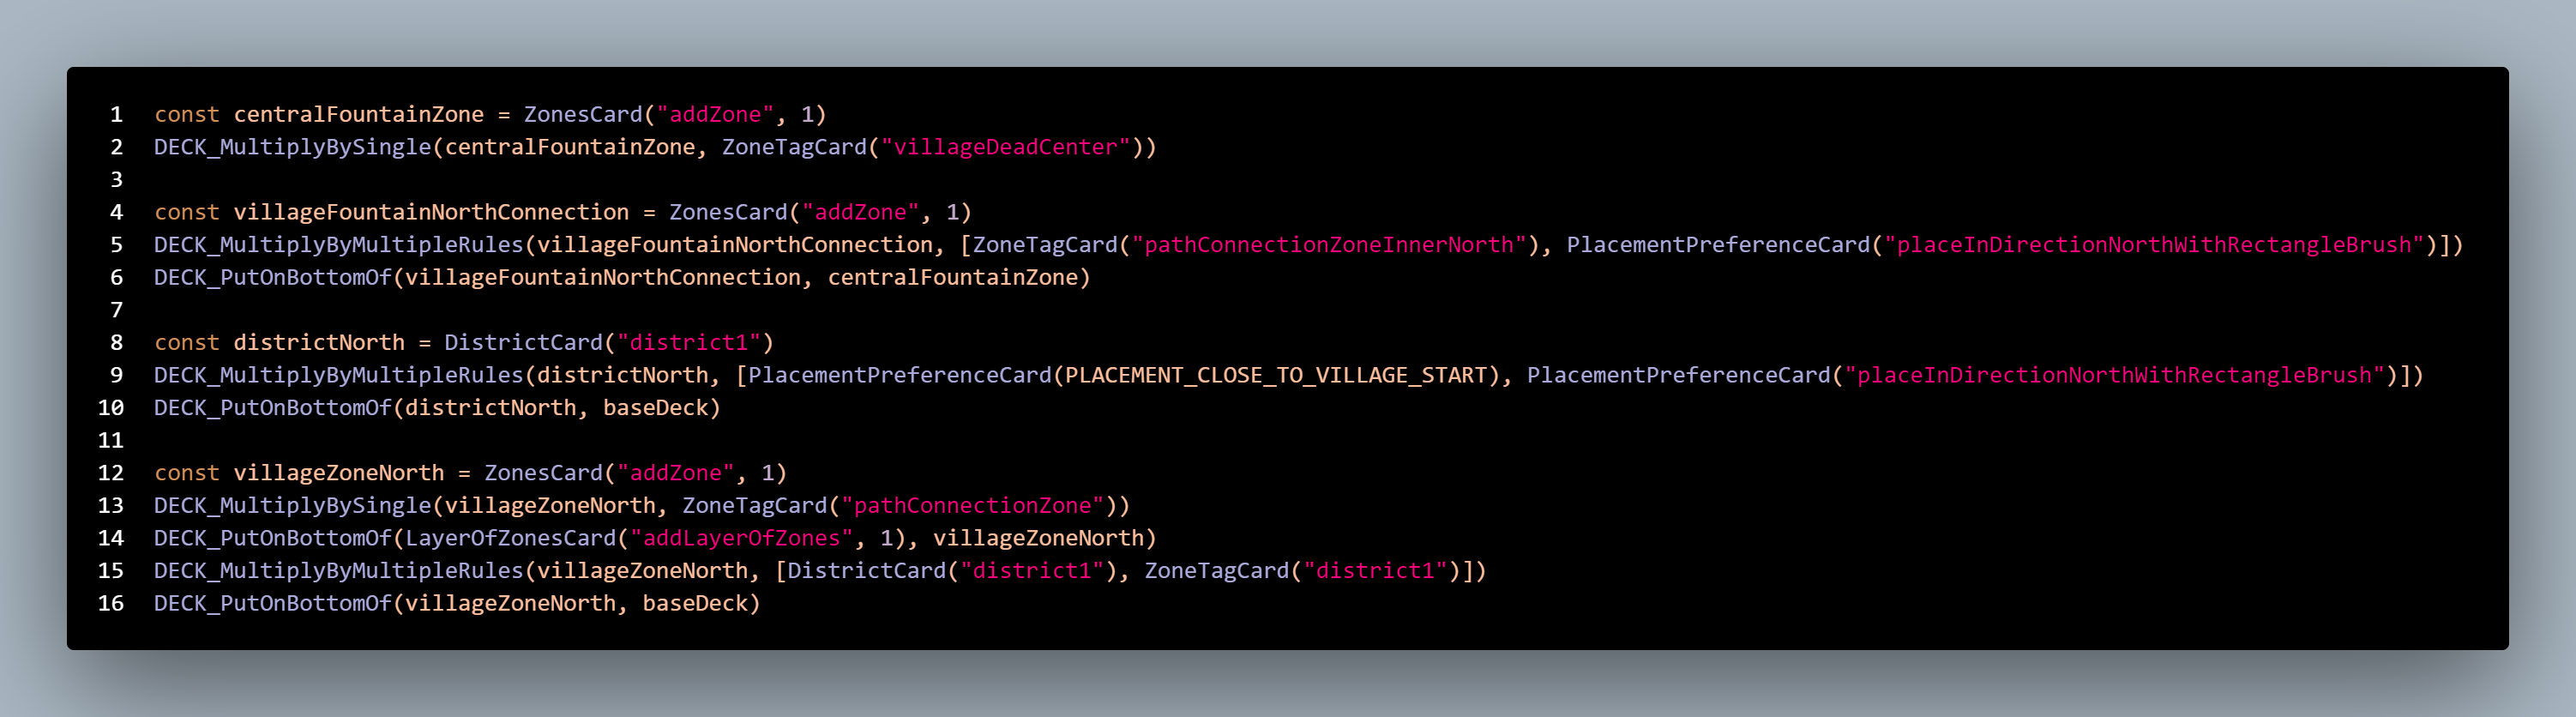 1 const centralFountainZone = ZonesCard("addZone", 1)
2 DECK_MultiplyBySingle(centralFountainZone, ZoneTagCard("villageDeadCenter"))
3
4 const villageFountainNorthConnection = ZonesCard("addZone", 1)
5 DECK_MultiplyByMultipleRules(villageFountainNorthConnection, [ZoneTagCard("pathConnectionZoneInnerNorth"), PlacementPreferenceCard("placeInDirectionNorthWithRectangleBrush")])
6 DECK_PutOnBottomOf(villageFountainNorthConnection, centralFountainZone)
7
8 const districtNorth = DistrictCard("district1")
9 DECK_MultiplyByMultipleRules(districtNorth, [PlacementPreferenceCard(PLACEMENT_CLOSE_TO_VILLAGE_START), PlacementPreferenceCard("placeInDirectionNorthWithRectangleBrush")])
10 DECK_PutOnBottomOf(districtNorth, baseDeck)
11
12 const villageZoneNorth = ZonesCard("addZone", 1)
13 DECK_MultiplyBySingle(villageZoneNorth, ZoneTagCard("pathConnectionZone"))
14 DECK_PutOnBottomOf(LayerOfZonesCard("addLayerOfZones", 1), villageZoneNorth)
15 DECK_MultiplyByMultipleRules(villageZoneNorth, [DistrictCard("district1"), ZoneTagCard("district1")])
16 DECK_PutOnBottomOf(villageZoneNorth, baseDeck)